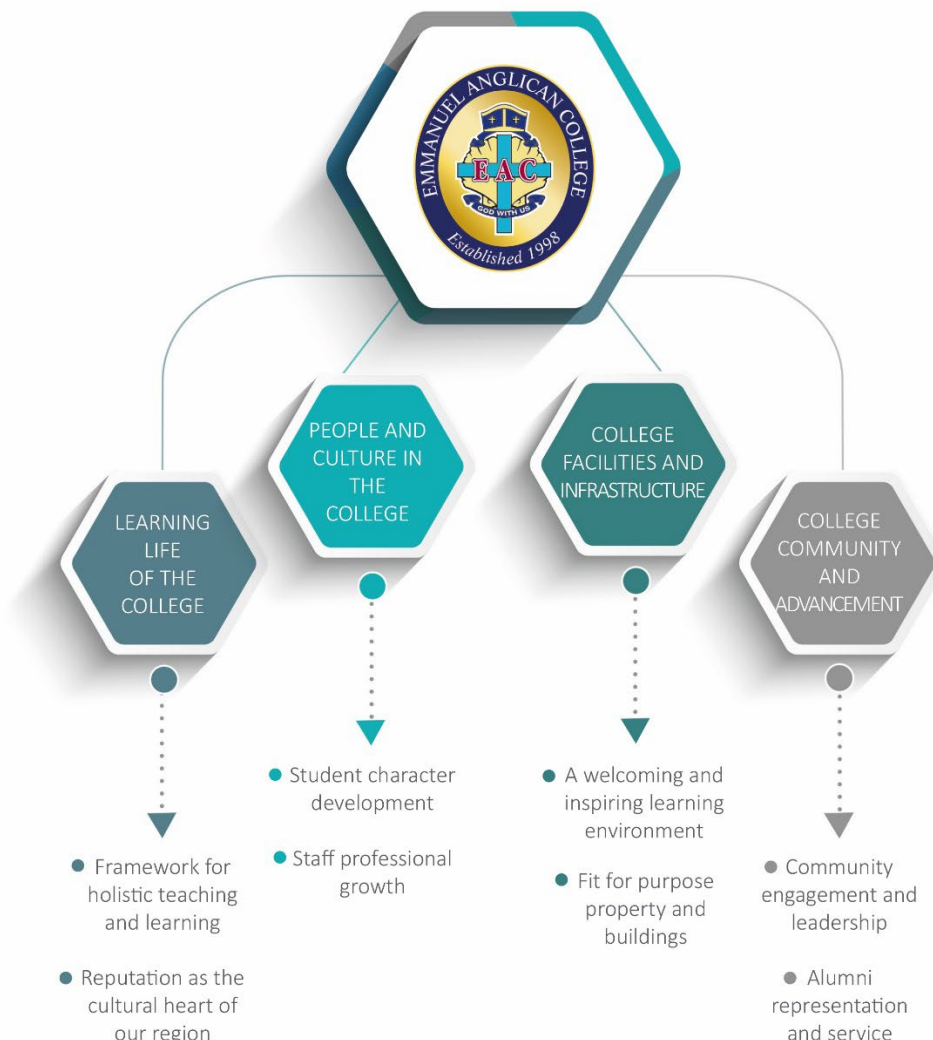 EMMANUEL ANGLICAN COLLEGE
EAC
GOD WITH US
Established 1998
LEARNING
LIFE
OF THE
COLLEGE
Framework for
holistic teaching
and learning
Reputation as the
cultural heart of
our region
PEOPLE AND
CULTURE IN
THE
COLLEGE
Student character
development
Staff professional
growth
COLLEGE
FACILITIES AND
INFRASTRUCTURE
A welcoming and
inspiring learning
environment
Fit for purpose
property and
buildings
COLLEGE
COMMUNITY
AND
ADVANCEMENT
Community
engagement and
leadership
Alumni
representation
and service